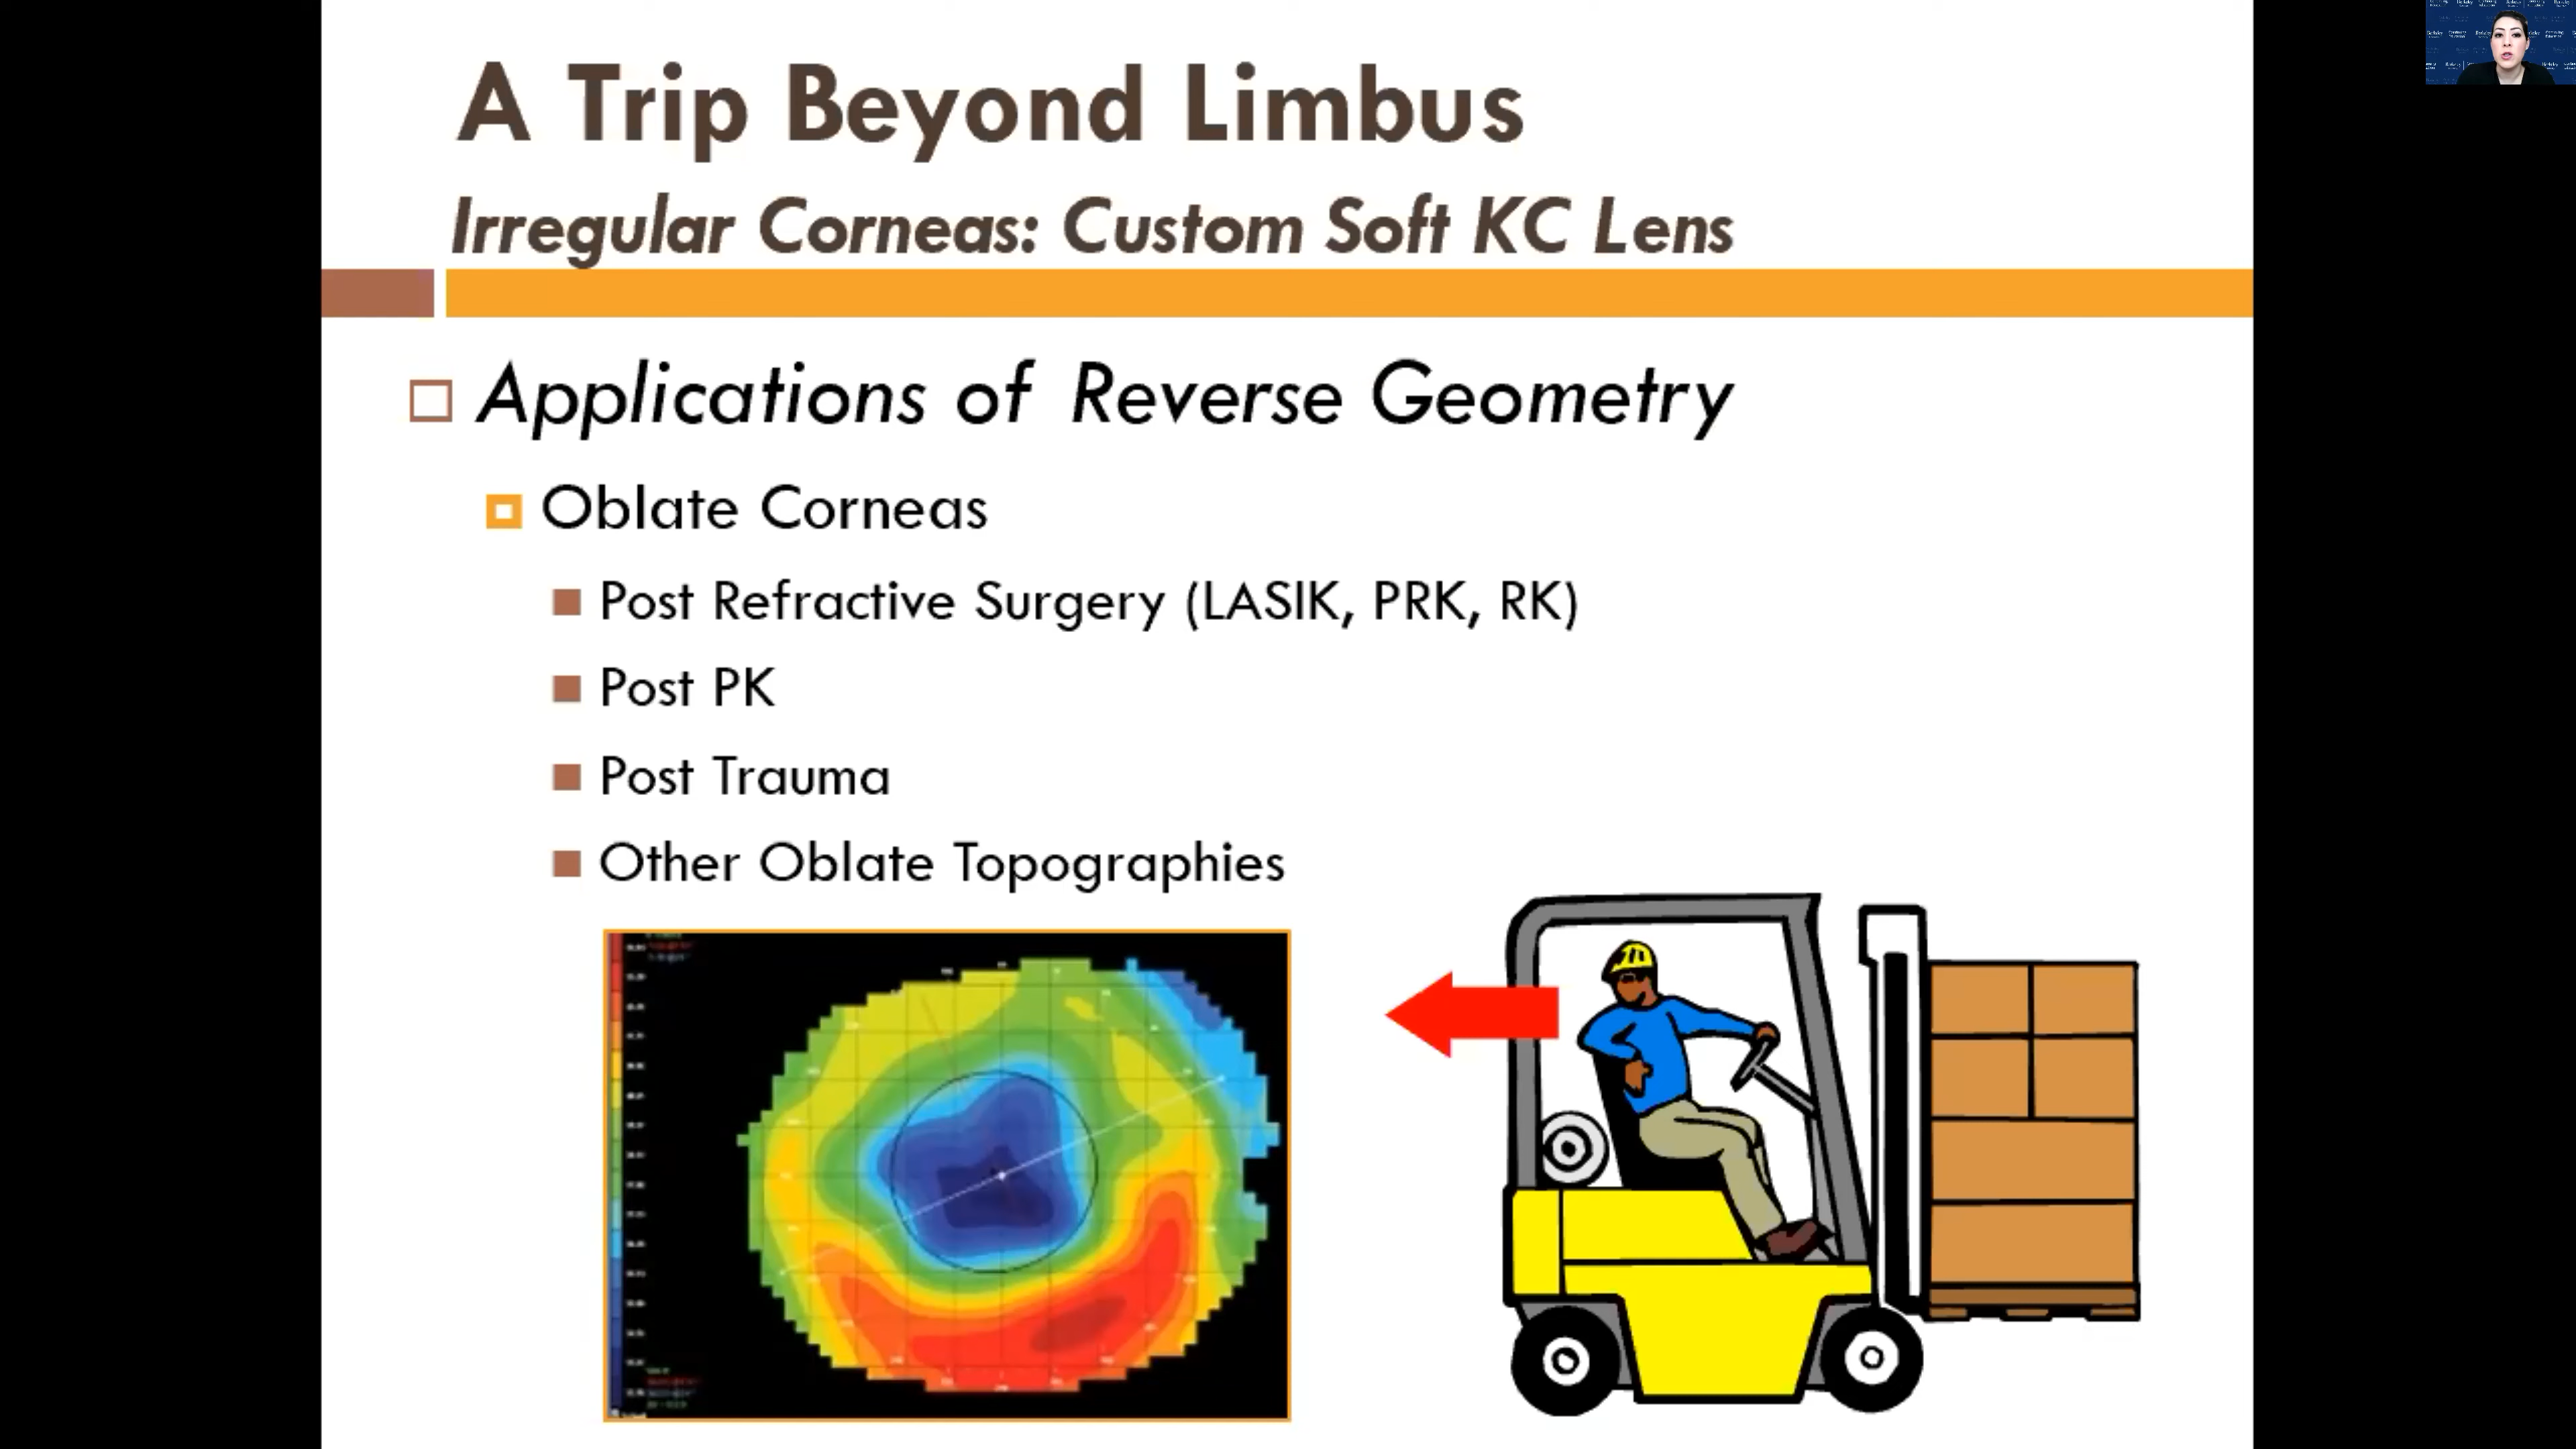 A Trip Beyond Limbus
Irregular Corneas: Custom Soft KC Lens
Applications of Reverse Geometry
Oblate Corneas
Post Refractive Surgery (LASIK, PRK, RK)
Post PK
Post Trauma
Other Oblate Topographies